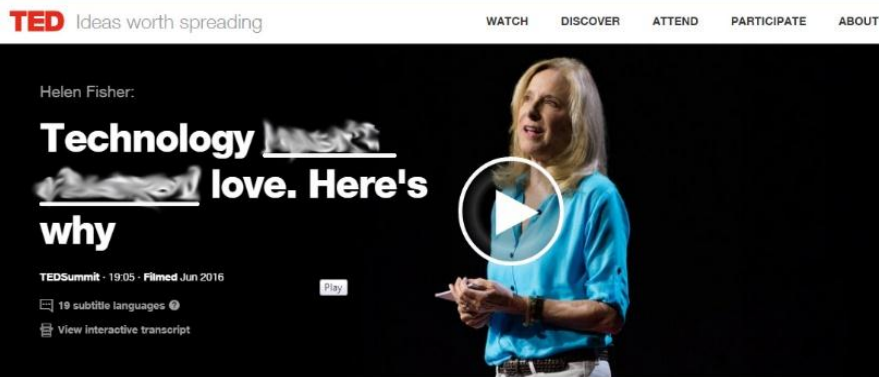 TED Ideas worth spreading
WATCH DISCOVER ATTEND PARTICIPATE ABOUT
Helen Fisher:
Technology
love. Here's
why
TEDSummit · 19:05 · Filmed Jun 2016
Play
19 subtitle languages ?
View interactive transcript